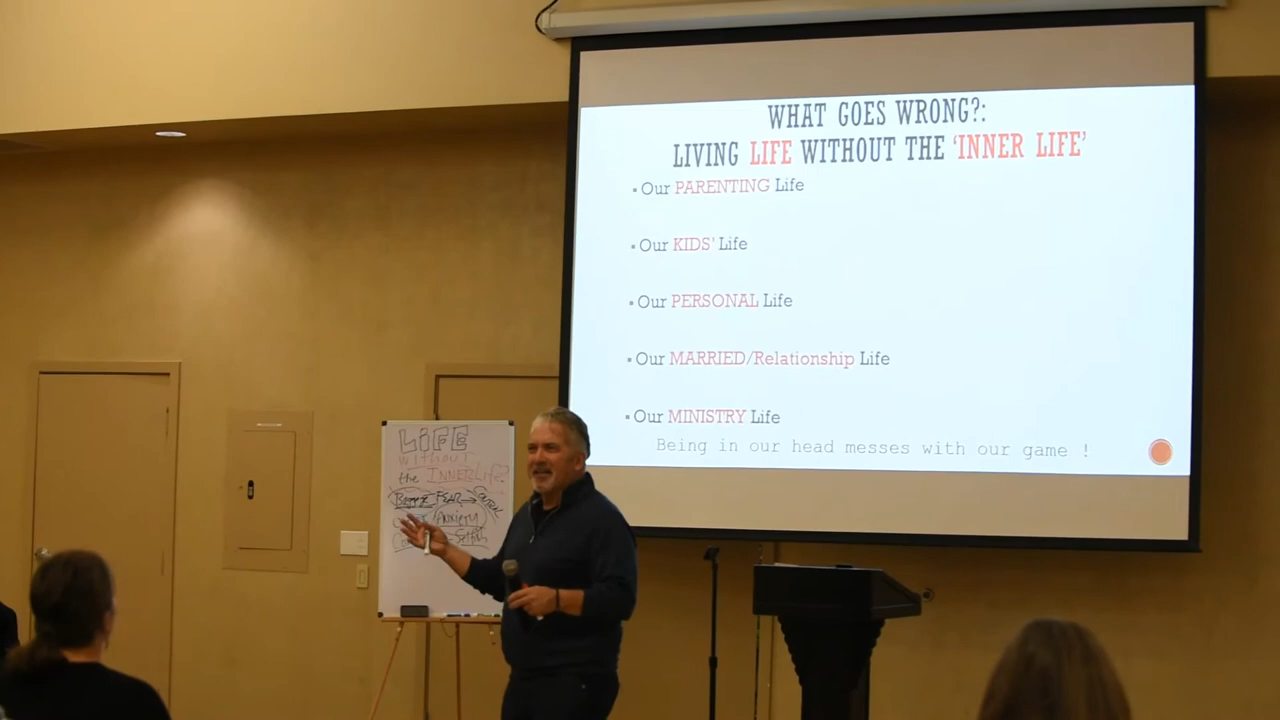 WHAT GOES WRONG?:
LIVING LIFE WITHOUT THE ‘INNER LIFE’
▪ Our PARENTING Life
▪ Our KIDS’ Life
▪ Our PERSONAL Life
▪ Our MARRIED/Relationship Life
▪ Our MINISTRY Life
Being in our head messes with our game !
LIFE
without
the INNER Life?
FEAR → Control
Anxiety
Selfish